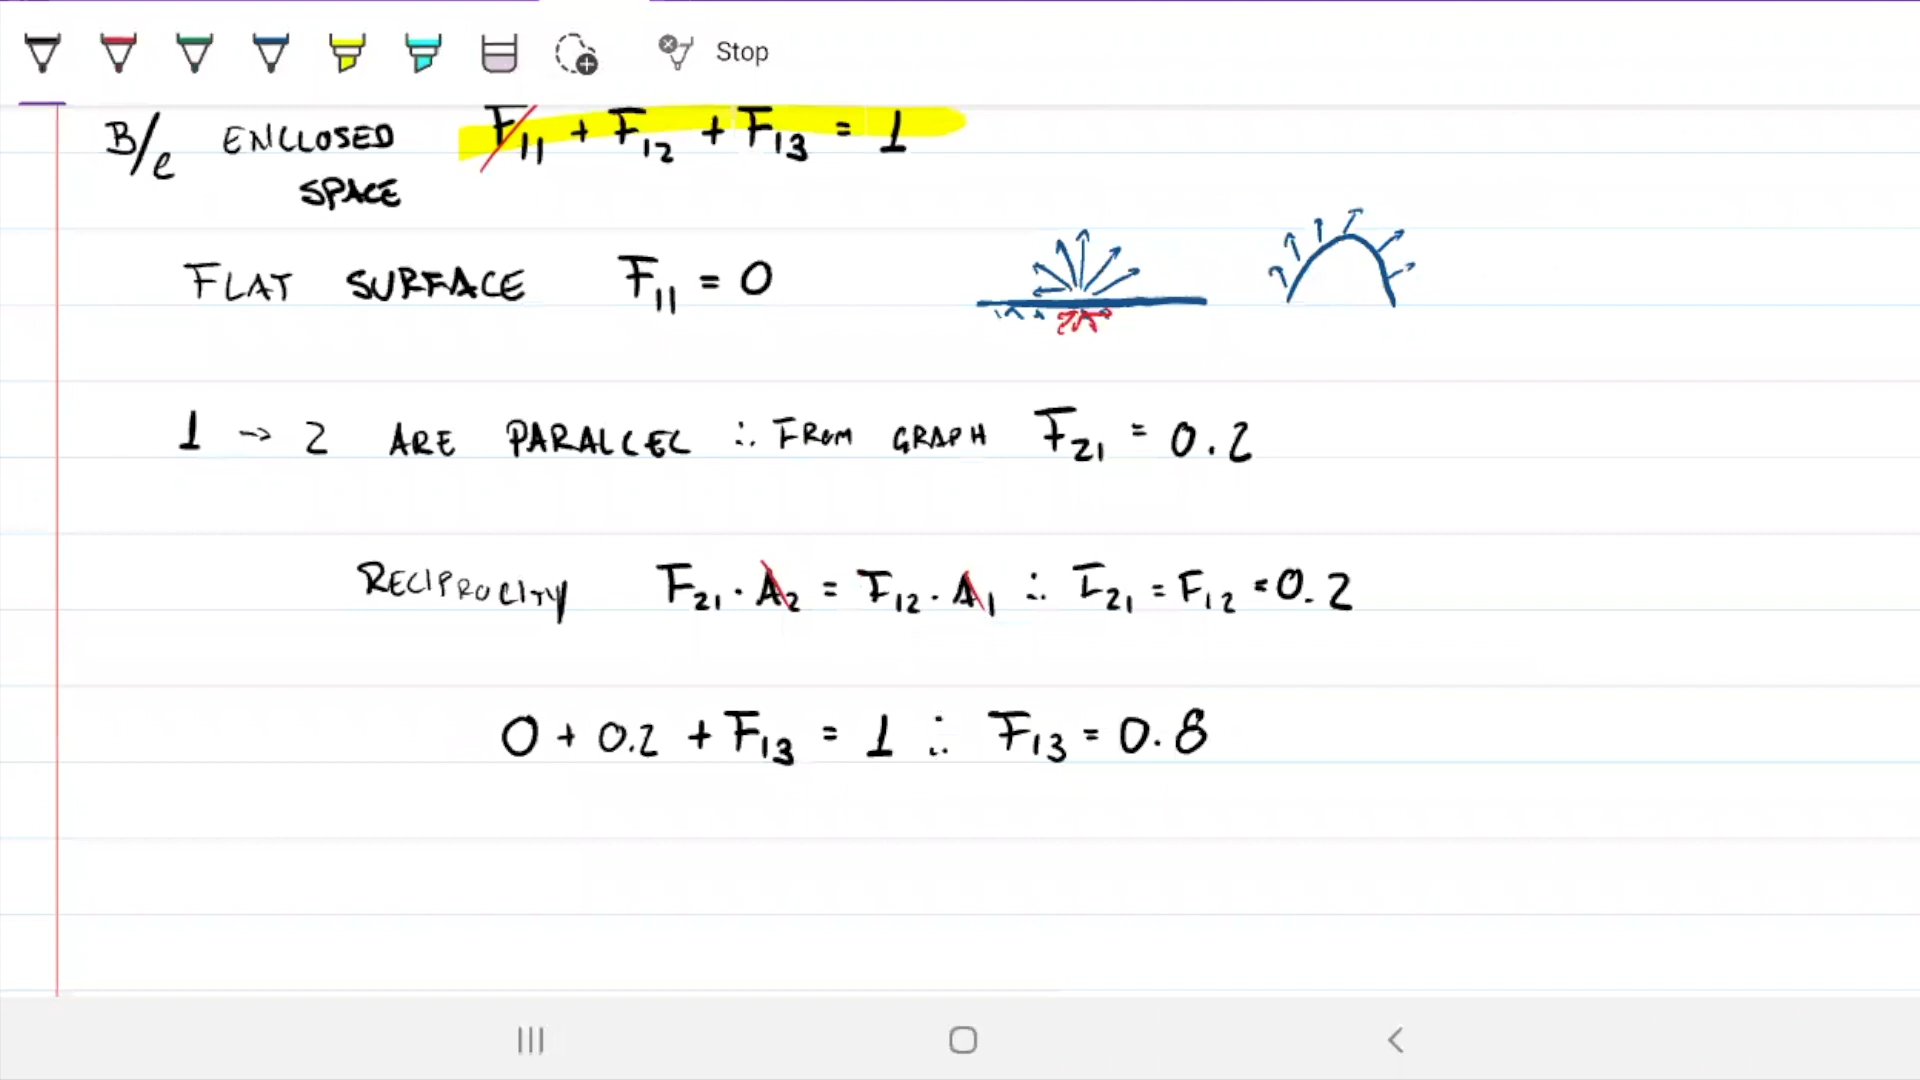 Stop
B/c ENCLOSED F₁₁ + F₁₂ + F₁₃ = 1
SPACE
FLAT SURFACE F₁₁ = 0
1 → 2 ARE PARALLEL ∴ FROM GRAPH F₂₁ = 0.2
RECIPROCITY F₂₁ · A₂ = F₁₂ · A₁ ∴ F₂₁ = F₁₂ = 0.2
0 + 0.2 + F₁₃ = 1 ∴ F₁₃ = 0.8